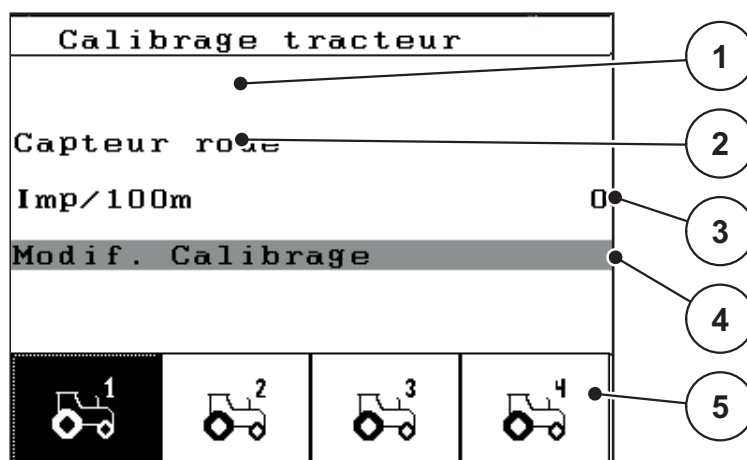 Calibrage tracteur
1
Capteur roue
2
Imp/100m 0
3
Modif. Calibrage
4
1 2 3 4
5